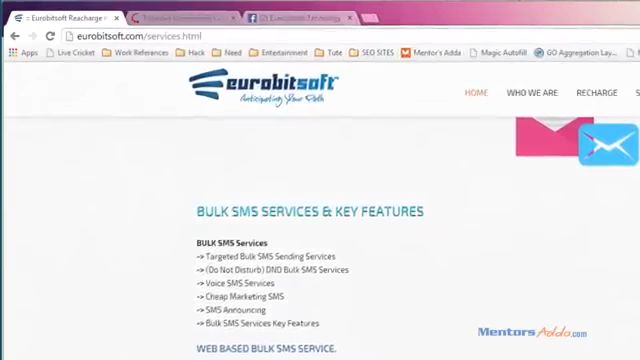 = Eurobitsoft Reacharge
eurobitsoft.com/services.html
Apps Live Cricket Work References Hack Need Entertainment SEO SITES Mentor's Adda Magic Autofill GO Aggregation Lay...
eurobitsoft
Anticipating Your Path
HOME WHO WE ARE RECHARGE S
BULK SMS SERVICES & KEY FEATURES
BULK SMS Services
-> Targeted Bulk SMS Sending Services
-> (Do Not Disturb) DND Bulk SMS Services
-> Voice SMS Services
-> Cheap Marketing SMS
-> SMS Announcing
-> Bulk SMS Services Key Features
WEB BASED BULK SMS SERVICE.
MentorsAdda.com